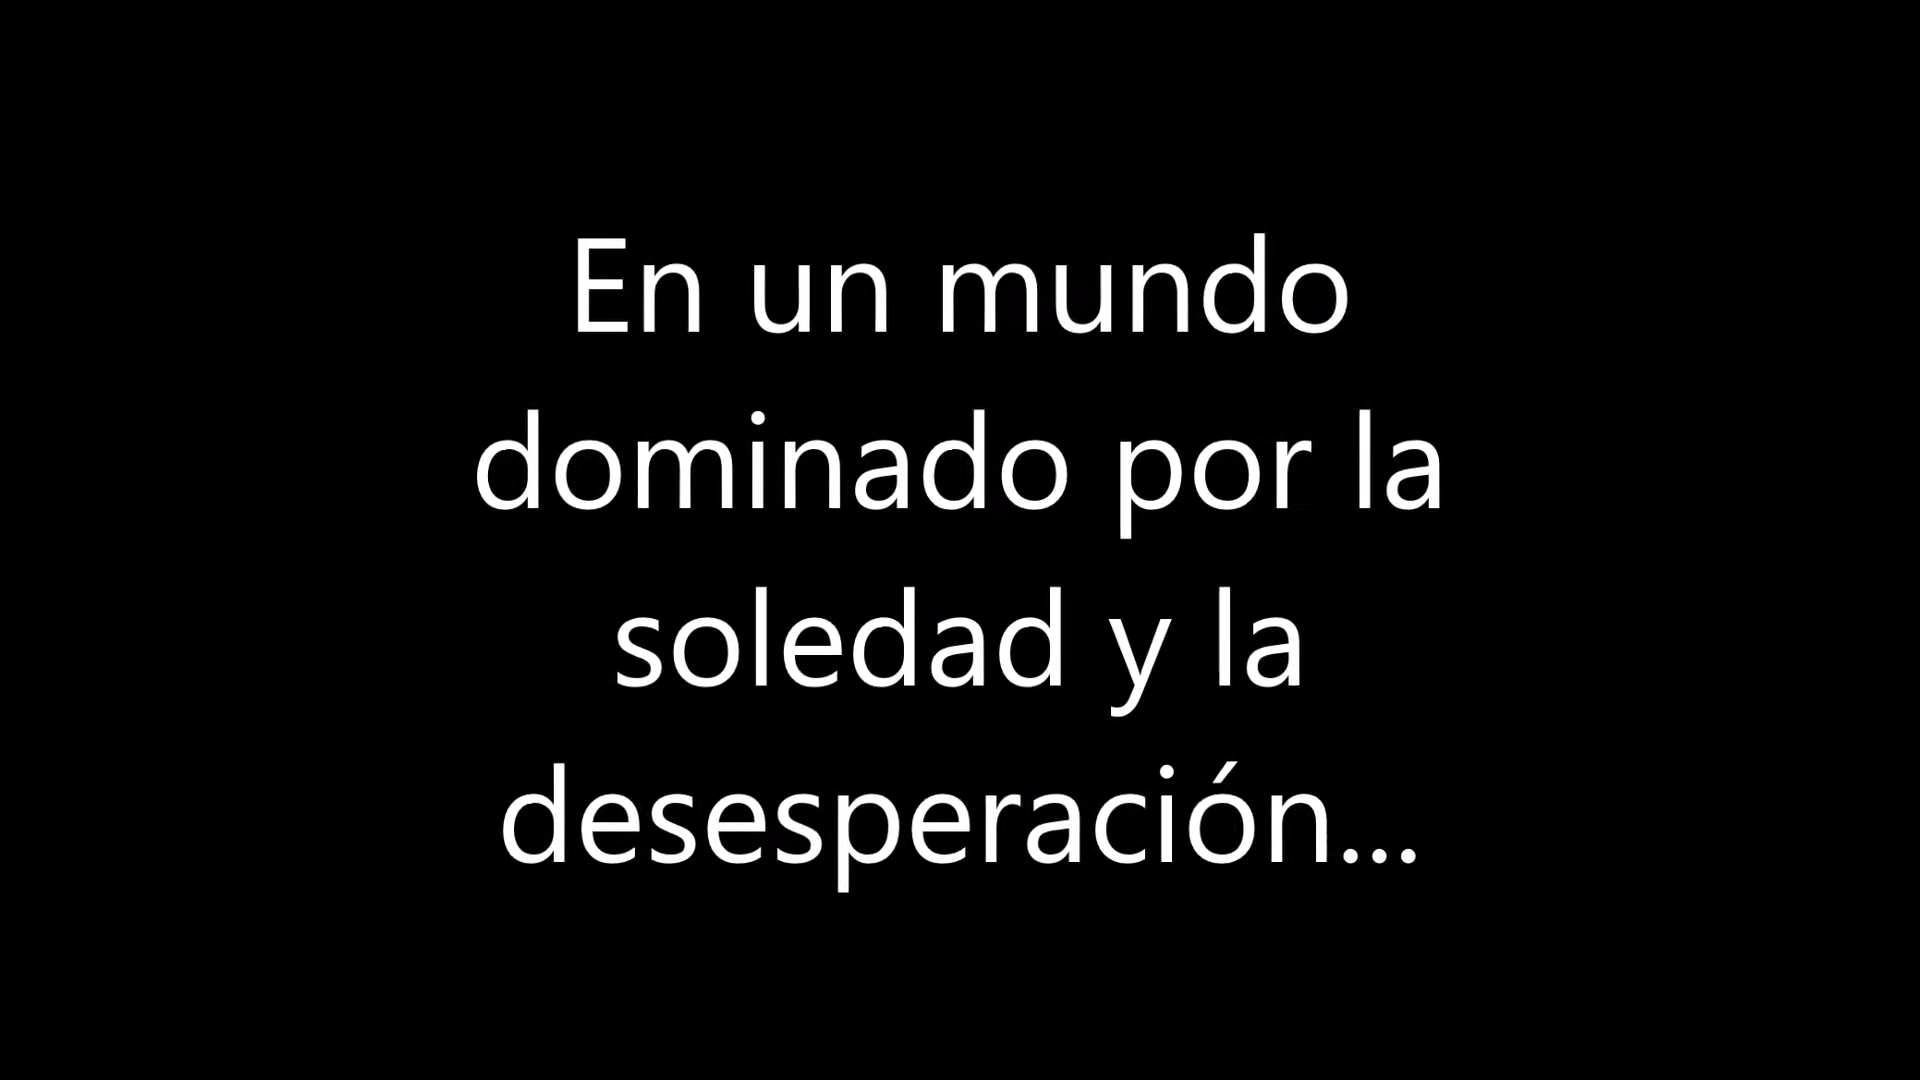 En un mundo
dominado por la
soledad y la
desesperación...